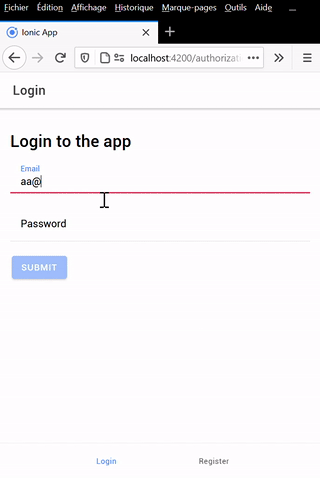 Fichier Édition Affichage Historique Marque-pages Outils Aide ...
Ionic App
localhost:4200/authorizat
Login
Login to the app
Email
aa@
Password
SUBMIT
Login Register